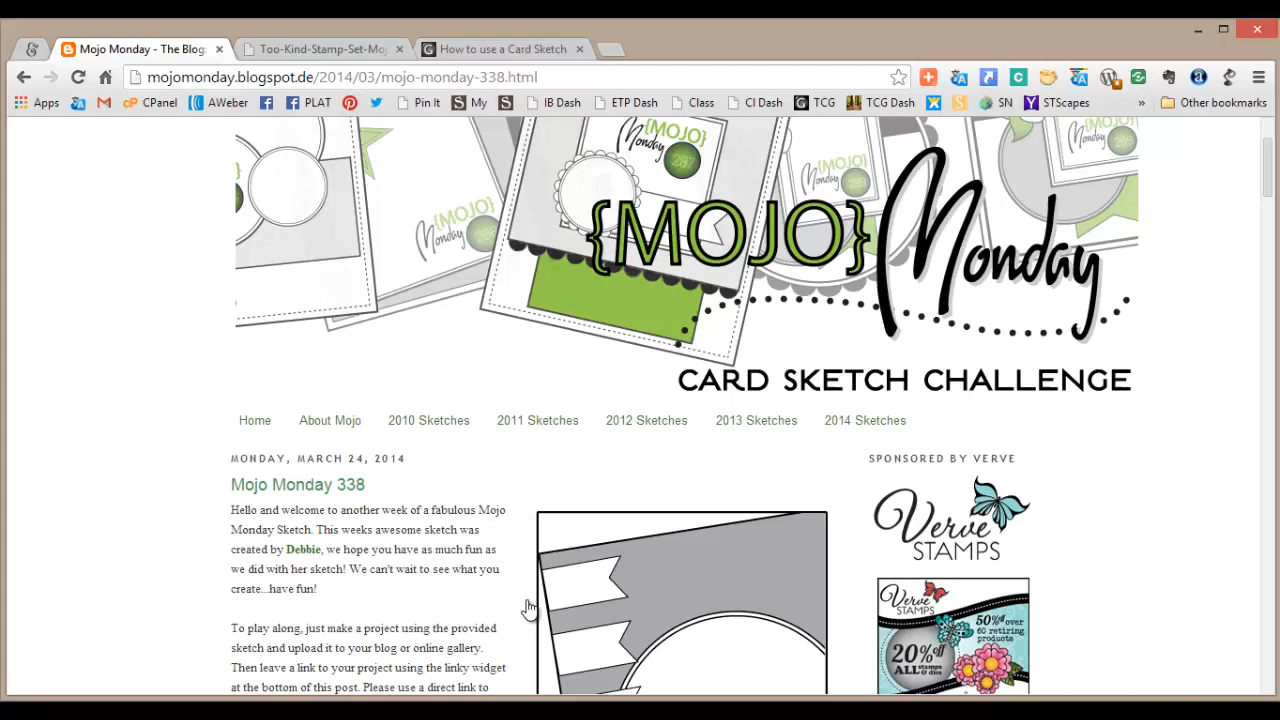 Mojo Monday - The Blog:
Too-Kind-Stamp-Set-Moj
How to use a Card Sketch
mojomonday.blogspot.de/2014/03/mojo-monday-338.html
Apps
CPanel
AWeber
PLAT
Pin It
My
IB Dash
ETP Dash
Class
CI Dash
TCG
TCG Dash
SN
STScapes
»
Other bookmarks
{MOJO}
Monday
{MOJO}
Monday
{MOJO}
Monday
{MOJO} Monday
CARD SKETCH CHALLENGE
Home
About Mojo
2010 Sketches
2011 Sketches
2012 Sketches
2013 Sketches
2014 Sketches
MONDAY, MARCH 24, 2014
Mojo Monday 338
Hello and welcome to another week of a fabulous Mojo
Monday Sketch. This weeks awesome sketch was
created by Debbie, we hope you have as much fun as
we did with her sketch! We can't wait to see what you
create...have fun!
To play along, just make a project using the provided
sketch and upload it to your blog or online gallery.
Then leave a link to your project using the linky widget
at the bottom of this post. Please use a direct link to
SPONSORED BY VERVE
Verve
STAMPS
Verve
STAMPS
50% off
over
60 retiring
products
20% off
ALL stamps
& dies